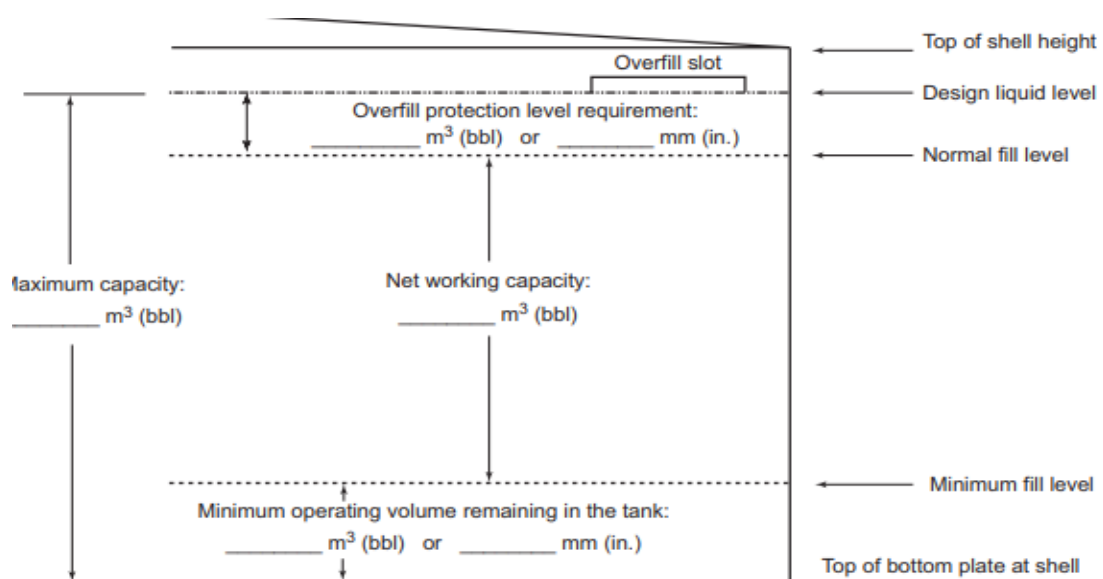 Top of shell height
Overfill slot
Design liquid level
Overfill protection level requirement:
_________ m³ (bbl) or ________ mm (in.)
Normal fill level
Net working capacity:
________ m³ (bbl)
aximum capacity:
_______ m³ (bbl)
Minimum fill level
Minimum operating volume remaining in the tank:
________ m³ (bbl) or ________ mm (in.)
Top of bottom plate at shell